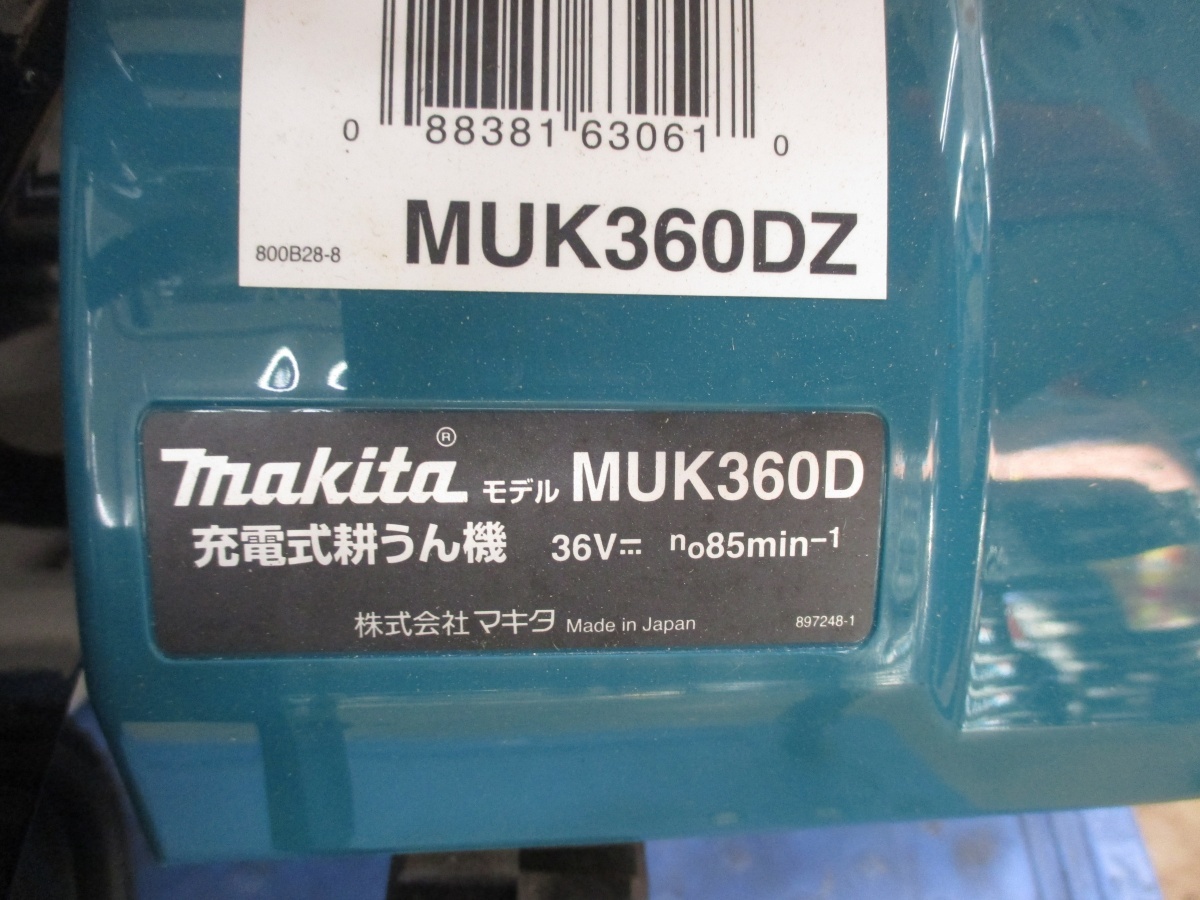 0 88381 63061 0
800B28-8 MUK360DZ
makita® モデル MUK360D
充電式耕うん機 36V⎓ n₀85min⁻¹
株式会社マキタ Made in Japan 897248-1